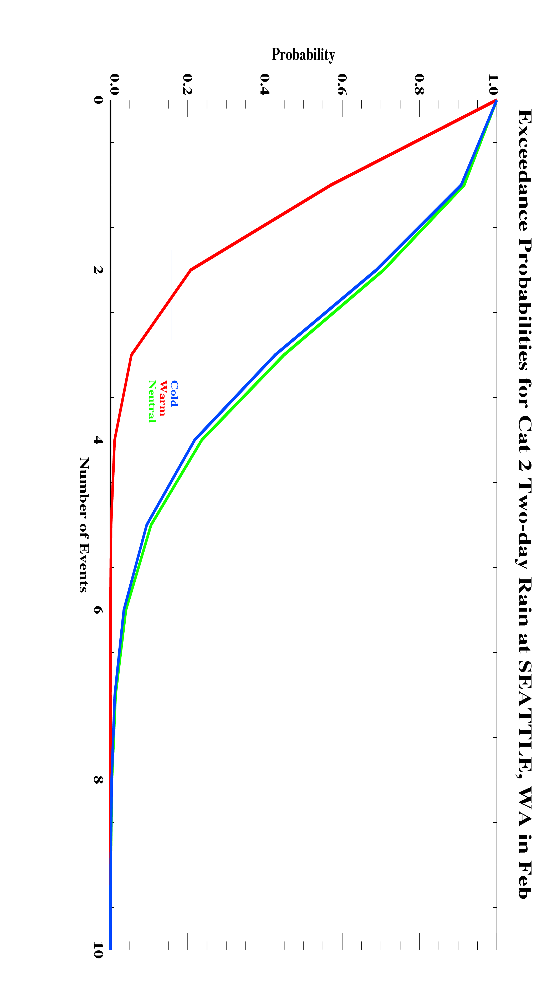 Exceedance Probabilities for Cat 2 Two-day Rain at SEATTLE, WA in Feb
Probability
1.0
0.8
0.6
0.4
0.2
0.0
Cold
Warm
Neutral
0
2
4
6
8
10
Number of Events